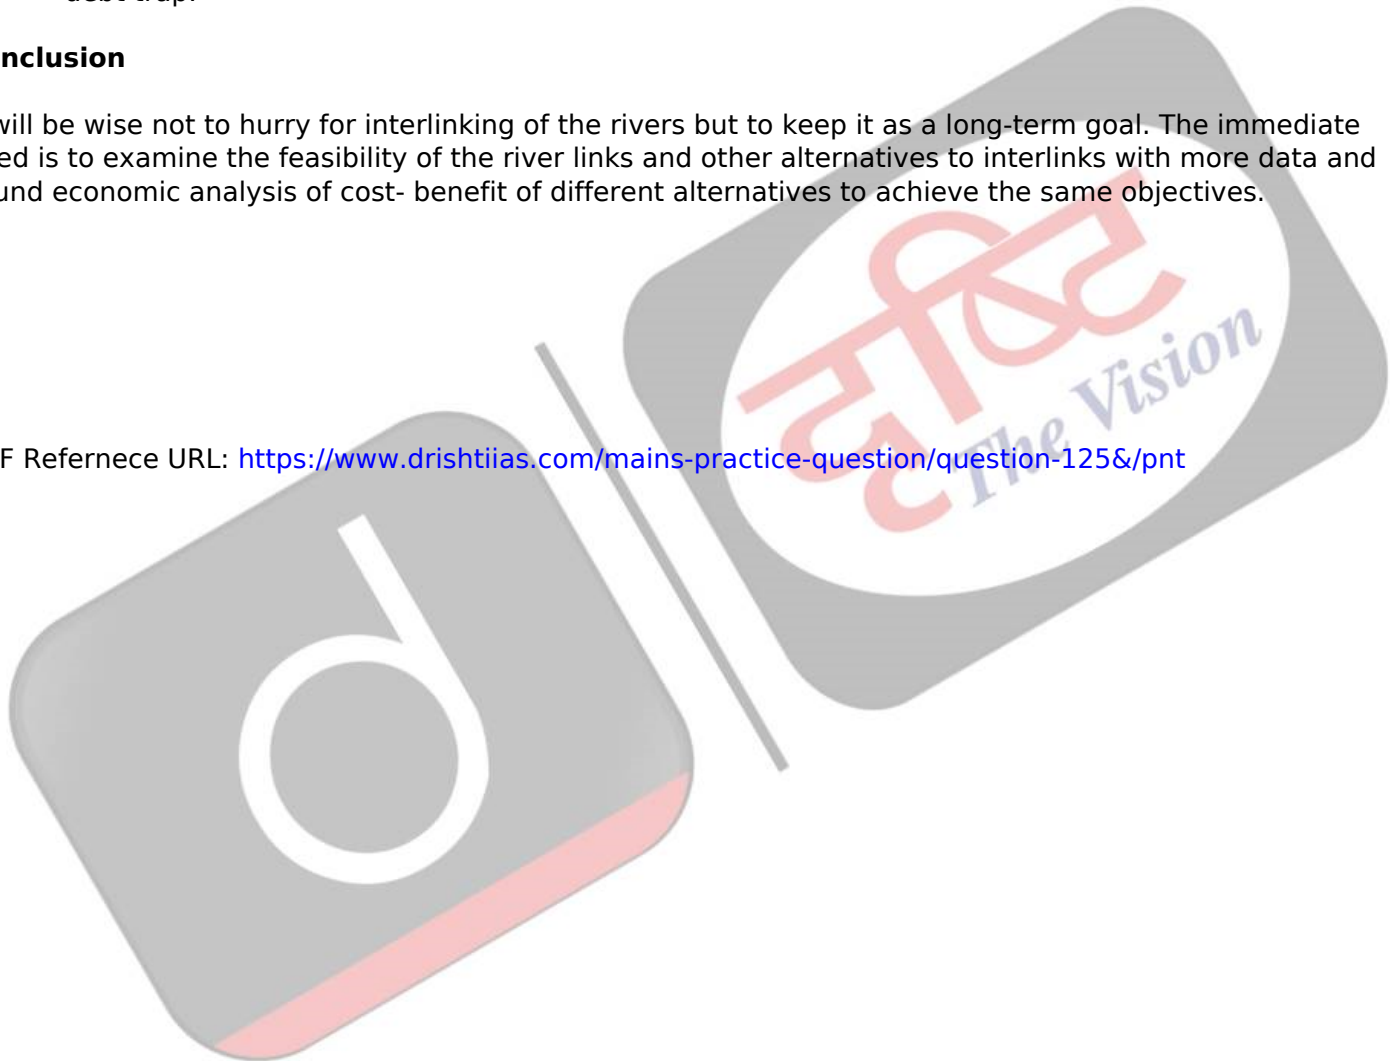 debt trap.
nclusion
will be wise not to hurry for interlinking of the rivers but to keep it as a long-term goal. The immediate
ed is to examine the feasibility of the river links and other alternatives to interlinks with more data and
und economic analysis of cost- benefit of different alternatives to achieve the same objectives.
दृष्टि
The Vision
F Refernece URL: https://www.drishtiias.com/mains-practice-question/question-125&/pnt
d